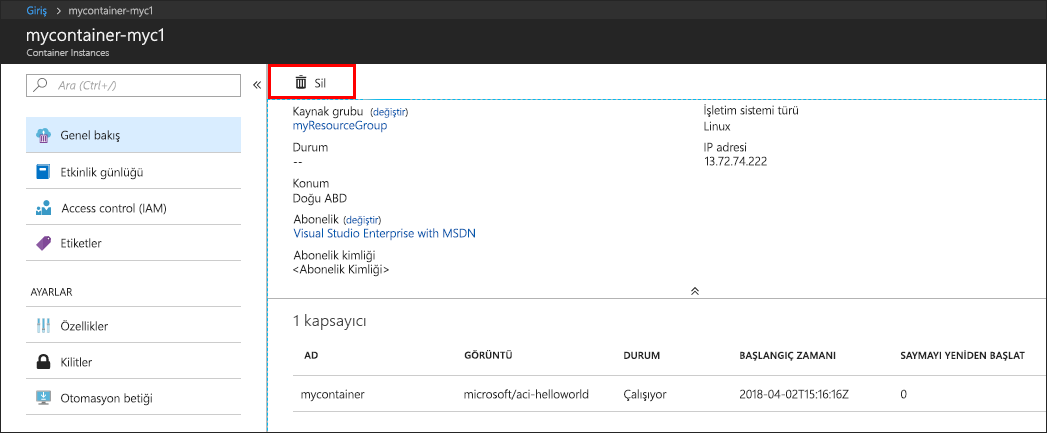 Giriş > mycontainer-myc1
mycontainer-myc1
Container Instances
Ara (Ctrl+/)
«
Genel bakış
Etkinlik günlüğü
Access control (IAM)
Etiketler
AYARLAR
Özellikler
Kilitler
Otomasyon betiği
Sil
Kaynak grubu (değiştir)
myResourceGroup
Durum
--
Konum
Doğu ABD
Abonelik (değiştir)
Visual Studio Enterprise with MSDN
Abonelik kimliği
<Abonelik Kimliği>
İşletim sistemi türü
Linux
IP adresi
13.72.74.222
1 kapsayıcı
AD GÖRÜNTÜ DURUM BAŞLANGIÇ ZAMANI SAYMAYI YENİDEN BAŞLAT
mycontainer microsoft/aci-helloworld Çalışıyor 2018-04-02T15:16:16Z 0